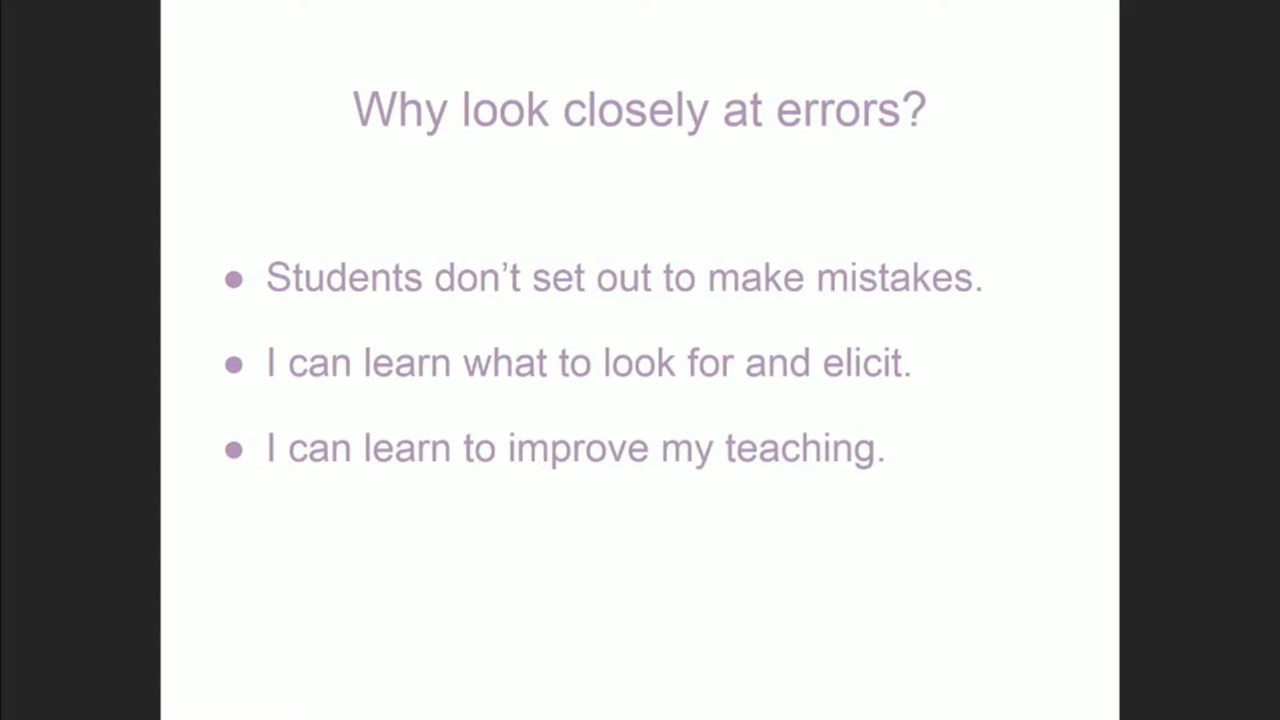 Why look closely at errors?
● Students don’t set out to make mistakes.
● I can learn what to look for and elicit.
● I can learn to improve my teaching.